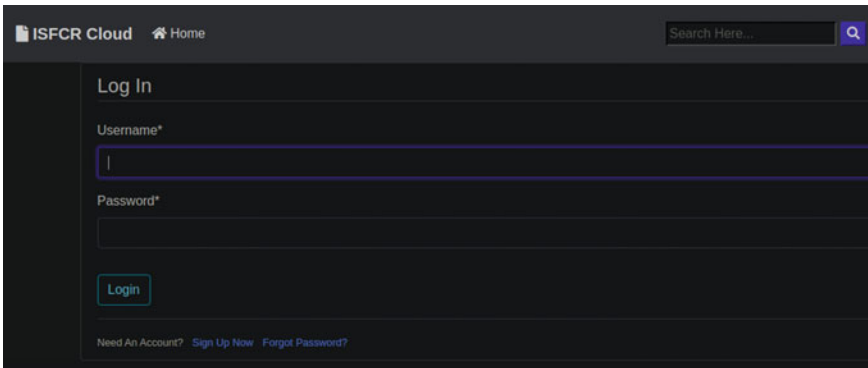 ISFCR Cloud Home Search Here...
Log In
Username*
Password*
Login
Need An Account? Sign Up Now Forgot Password?